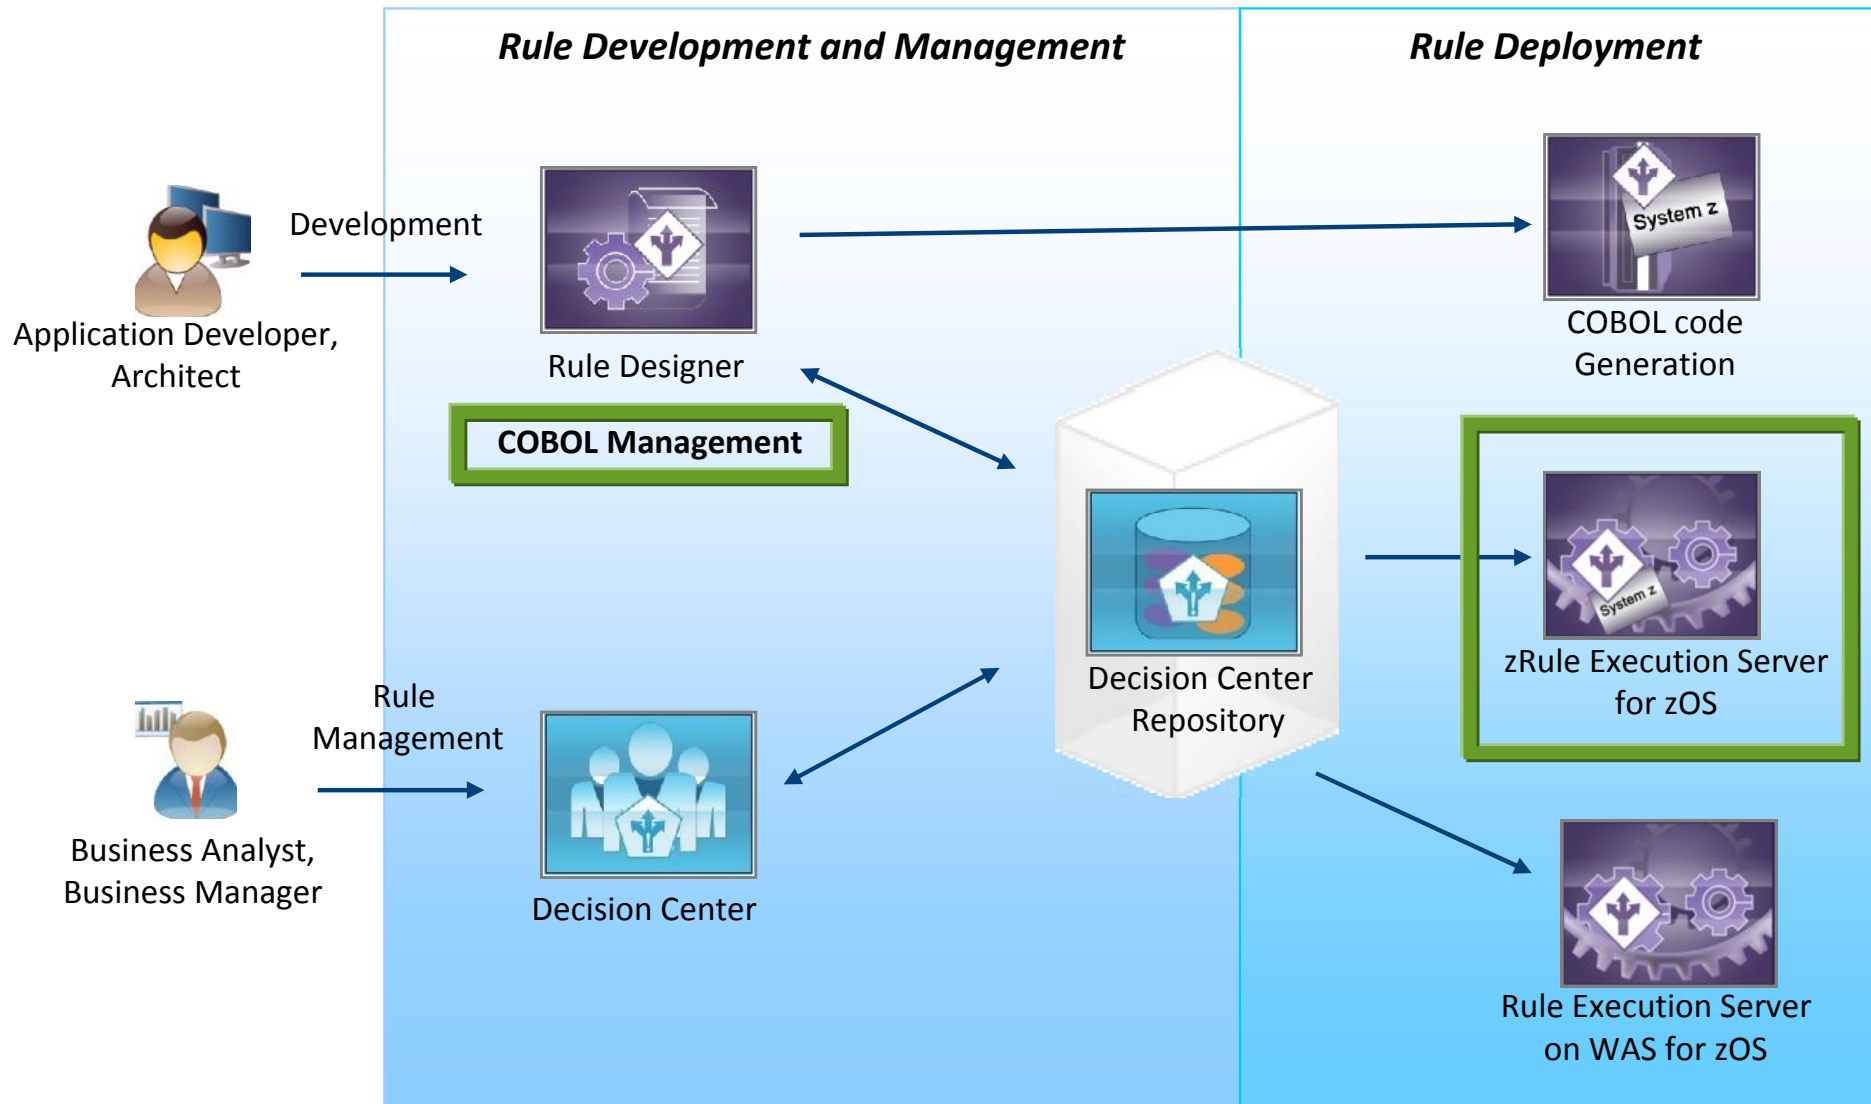 Rule Development and Management
Rule Deployment
System z
Development
Application Developer,
Architect
Rule Designer
COBOL code
Generation
COBOL Management
System z
zRule Execution Server
for zOS
Decision Center
Repository
Rule
Management
Business Analyst,
Business Manager
Decision Center
Rule Execution Server
on WAS for zOS